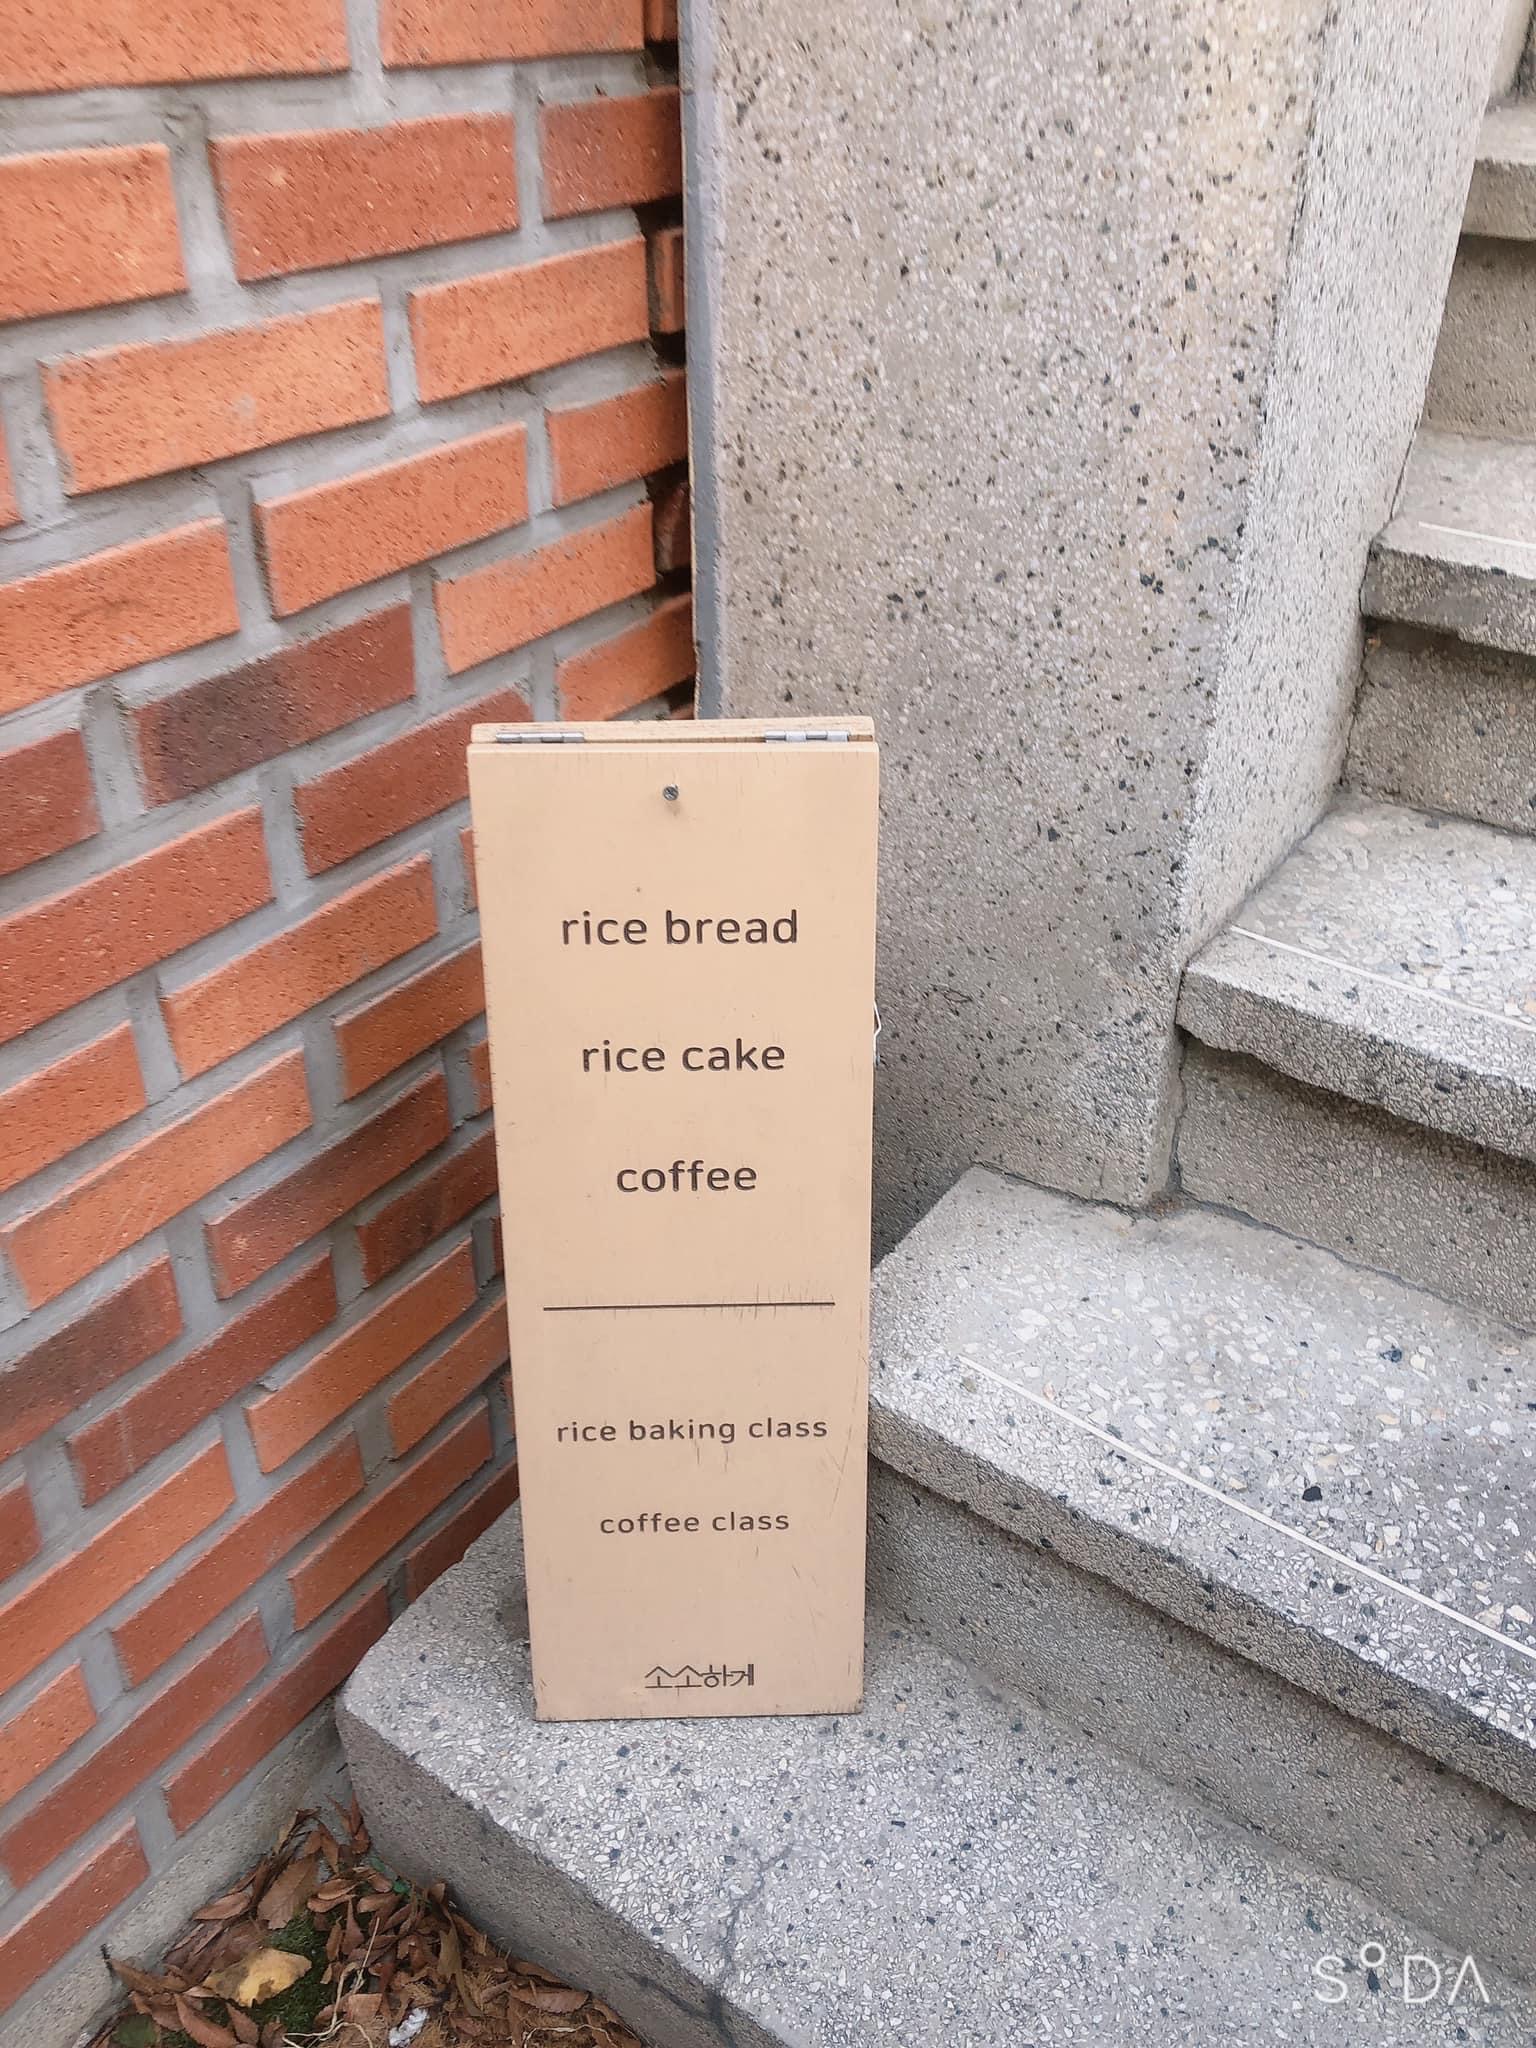 rice bread
rice cake
coffee
rice baking class
coffee class
소소하게
SODA